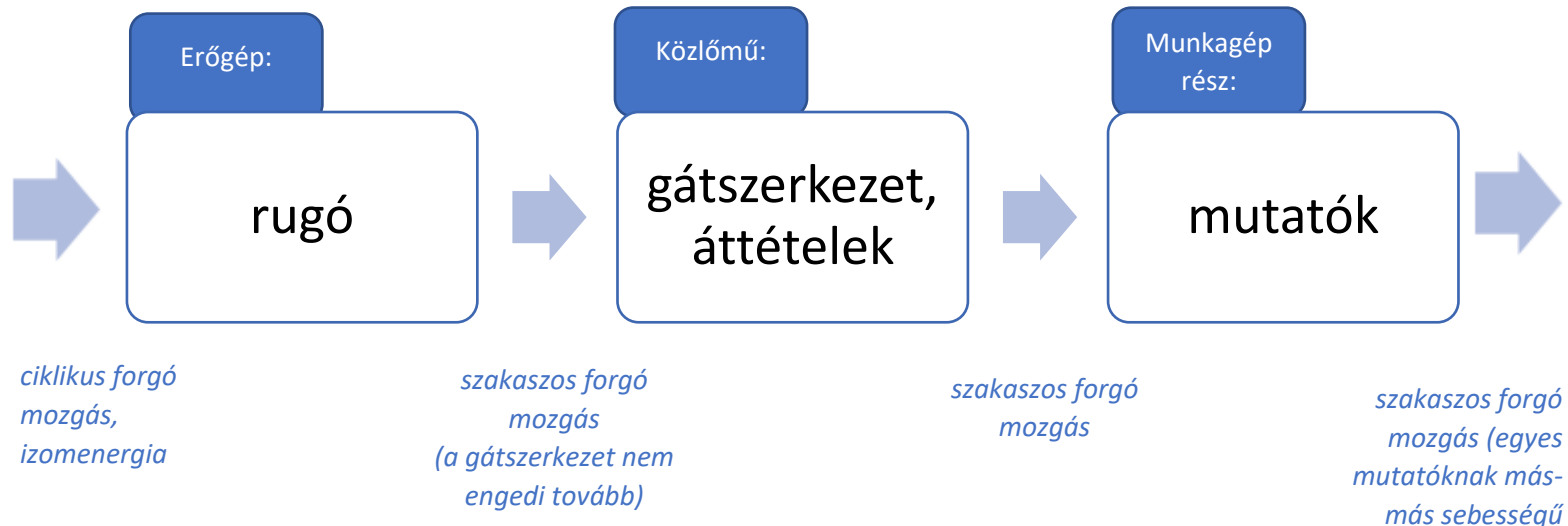 Erőgép:
Közlőmű:
Munkagép
rész:
rugó
gátszerkezet,
áttételek
mutatók
ciklikus forgó
mozgás,
izomenergia
szakaszos forgó
mozgás
(a gátszerkezet nem
engedi tovább)
szakaszos forgó
mozgás
szakaszos forgó
mozgás (egyes
mutatóknak más-
más sebességű